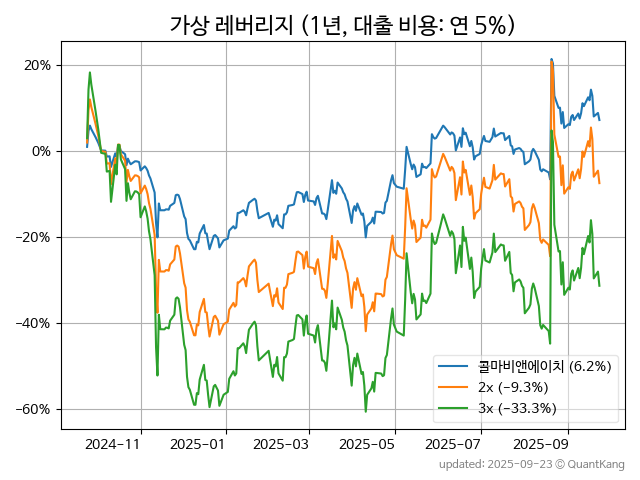 가상 레버리지 (1년, 대출 비용: 연 5%)
20%
0%
−20%
−40%
−60%
콜마비앤에이치 (6.2%)
2x (−9.3%)
3x (−33.3%)
2024-11
2025-01
2025-03
2025-05
2025-07
2025-09
updated: 2025-09-23 ⓒ QuantKang